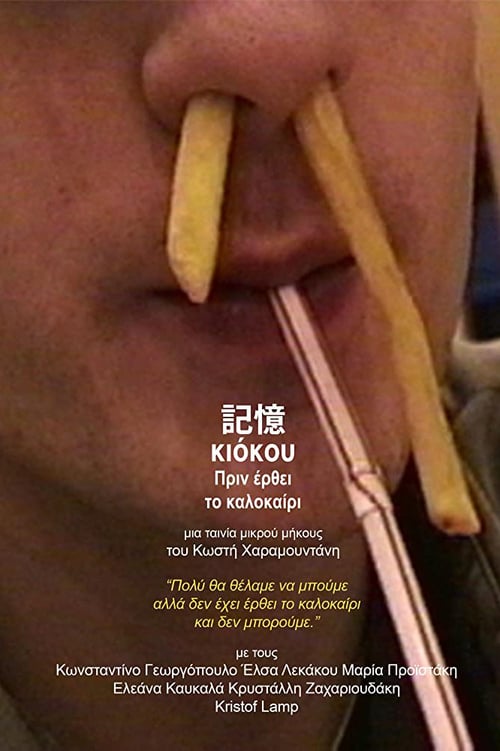 記憶
ΚΙΌΚΟΥ
Πριν έρθει
το καλοκαίρι
μια ταινία μικρού μήκους
του Κωστή Χαραμουντάνη
“Πολύ θα θέλαμε να μπούμε
αλλά δεν έχει έρθει το καλοκαίρι
και δεν μπορούμε.”
με τους
Κωνσταντίνο Γεωργόπουλο Έλσα Λεκάκου Μαρία Προϊστάκη
Ελεάνα Καυκαλά Κρυστάλλη Ζαχαριουδάκη
Kristof Lamp